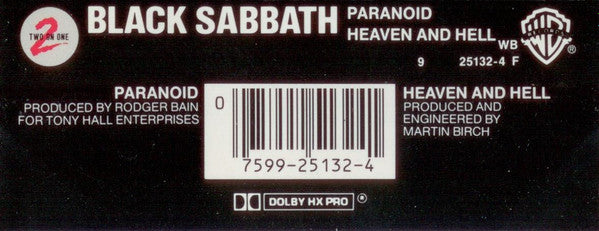 2
TWO ON ONE
BLACK SABBATH
PARANOID
HEAVEN AND HELL
WB
9 25132-4 F
WB
RECORDS
®
PARANOID
PRODUCED BY RODGER BAIN
FOR TONY HALL ENTERPRISES
0
7599-25132-4
HEAVEN AND HELL
PRODUCED AND
ENGINEERED BY
MARTIN BIRCH
DOLBY HX PRO ®